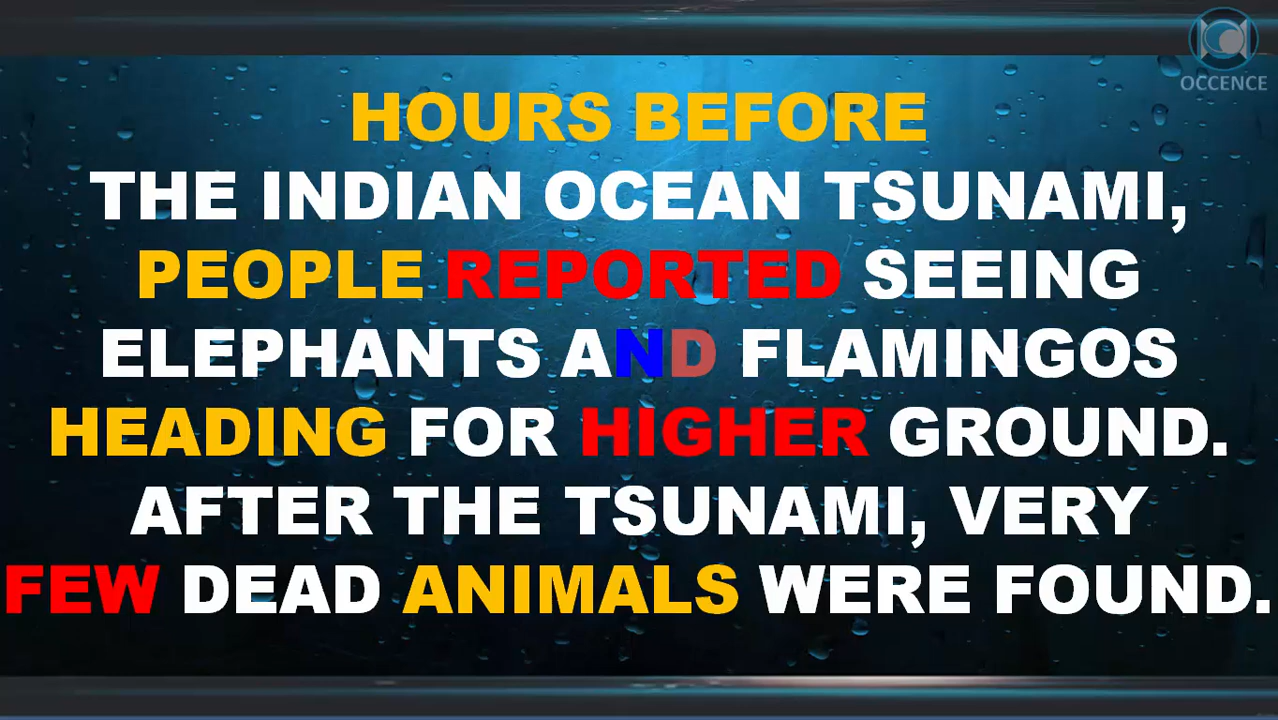 OCCENCE
HOURS BEFORE
THE INDIAN OCEAN TSUNAMI,
PEOPLE REPORTED SEEING
ELEPHANTS AND FLAMINGOS
HEADING FOR HIGHER GROUND.
AFTER THE TSUNAMI, VERY
FEW DEAD ANIMALS WERE FOUND.